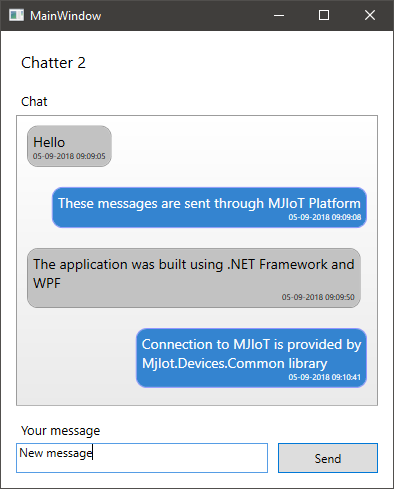 MainWindow
Chatter 2
Chat
Hello
05-09-2018 09:09:05
These messages are sent through MJIoT Platform
05-09-2018 09:09:08
The application was built using .NET Framework and
WPF
05-09-2018 09:09:50
Connection to MJIoT is provided by
MjIot.Devices.Common library
05-09-2018 09:10:41
Your message
New message
Send